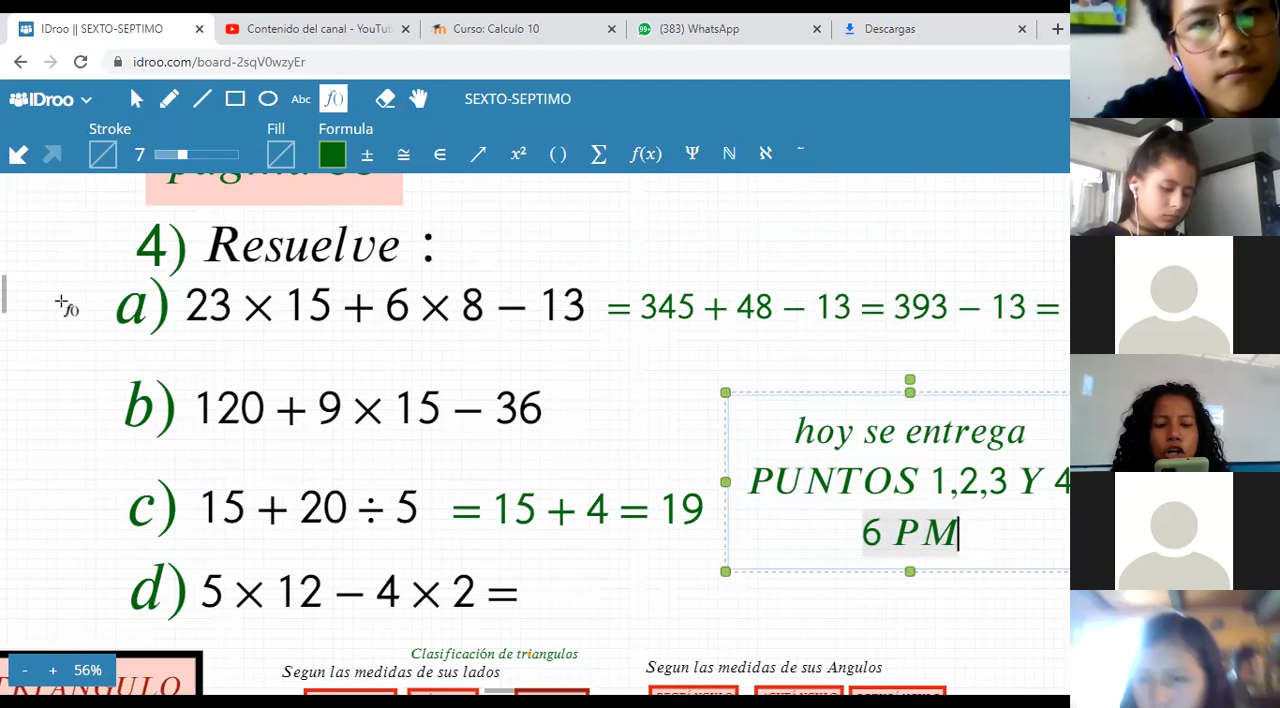 IDroo || SEXTO-SEPTIMO
Contenido del canal - YouTub
Curso: Calculo 10
99+ (383) WhatsApp
Descargas
idroo.com/board-2sqV0wzyEr
IDroo Abc f() SEXTO-SEPTIMO
Stroke Fill Formula
7 ± ≅ ∈ x² ( ) ∑ f(x) Ψ ℕ ℵ ~
4) Resuelve :
a) 23 × 15 + 6 × 8 − 13 = 345 + 48 − 13 = 393 − 13 =
f()
b) 120 + 9 × 15 − 36
hoy se entrega
PUNTOS 1,2,3 Y 4
6 PM
c) 15 + 20 ÷ 5 = 15 + 4 = 19
d) 5 × 12 − 4 × 2 =
- + 56%
Clasificación de triangulos
Segun las medidas de sus lados
Segun las medidas de sus Angulos